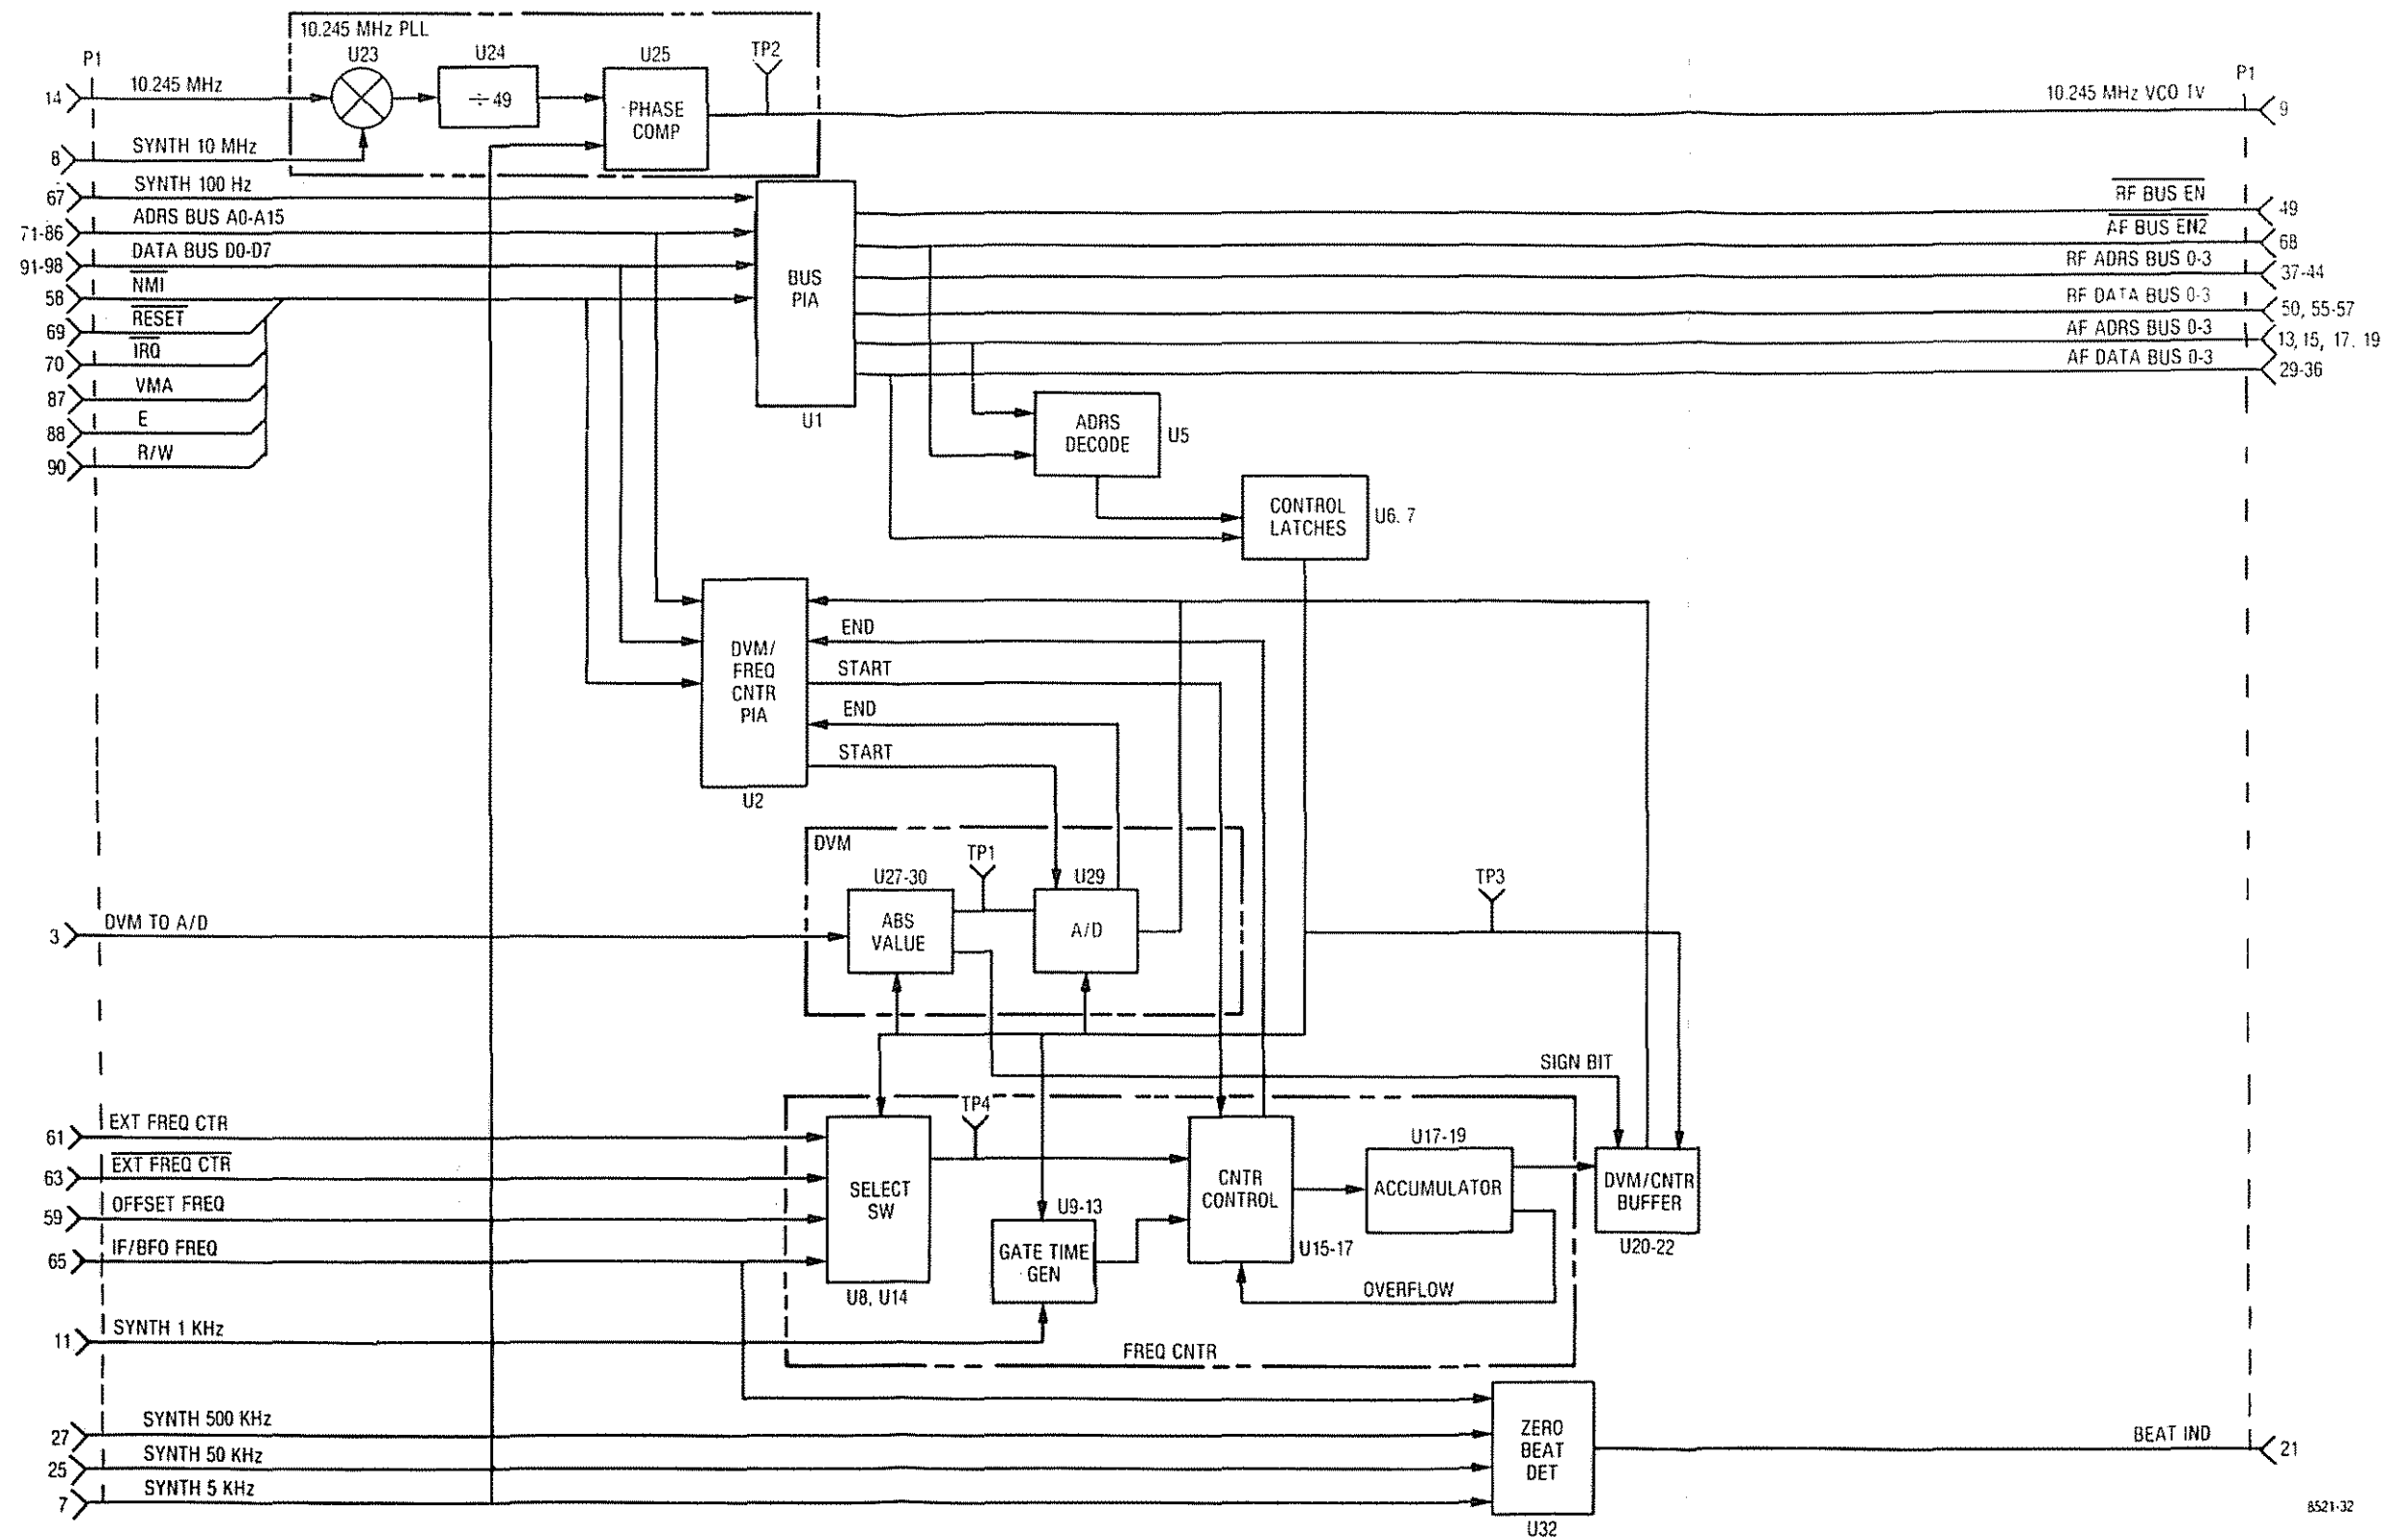 10.245 MHz PLL
U23
U24
U25
TP2
P1
P1
14
10.245 MHz
÷49
PHASE
COMP
10.245 MHz VCO TV
9
8
SYNTH 10 MHz
67
SYNTH 100 Hz
71-86
ADRS BUS A0-A15
91-98
DATA BUS D0-D7
58
NMI
69
RESET
70
IRQ
87
VMA
88
E
90
R/W
BUS
PIA
U1
RF BUS EN
49
AF BUS EN2
68
RF ADRS BUS 0-3
37-44
RF DATA BUS 0-3
50, 55-57
AF ADRS BUS 0-3
13, 15, 17. 19
AF DATA BUS 0-3
29-36
ADRS
DECODE
U5
CONTROL
LATCHES
U6. 7
DVM/
FREQ
CNTR
PIA
U2
END
START
END
START
DVM
U27-30
TP1
U29
TP3
3
DVM TO A/D
ABS
VALUE
A/D
SIGN BIT
61
EXT FREQ CTR
63
EXT FREQ CTR
59
OFFSET FREQ
65
IF/BFO FREQ
11
SYNTH 1 KHz
SELECT
SW
U8, U14
TP4
U9-13
GATE TIME
GEN
CNTR
CONTROL
U15-17
U17-19
ACCUMULATOR
OVERFLOW
DVM/CNTR
BUFFER
U20-22
FREQ CNTR
27
SYNTH 500 KHz
25
SYNTH 50 KHz
7
SYNTH 5 KHz
ZERO
BEAT
DET
U32
BEAT IND
21
8521-32